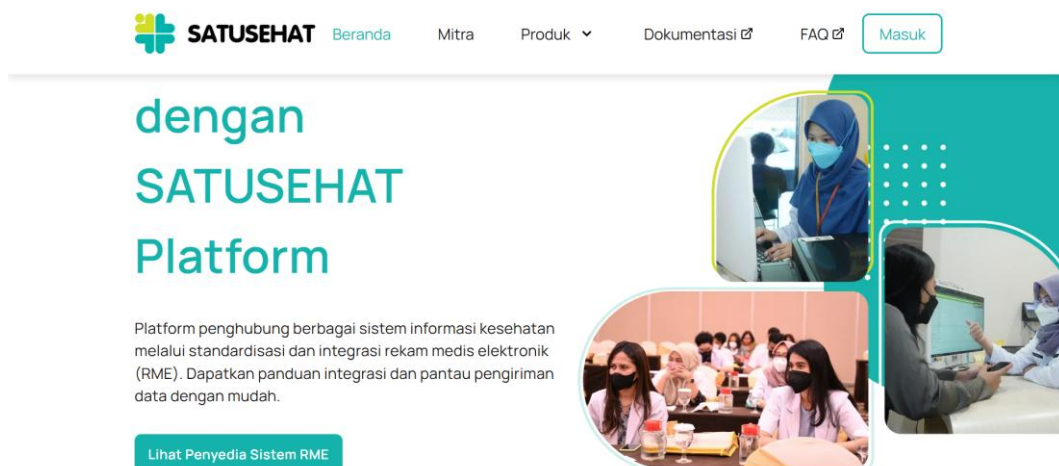 SATUSEHAT Beranda Mitra Produk Dokumentasi FAQ Masuk
dengan
SATUSEHAT
Platform
Platform penghubung berbagai sistem informasi kesehatan
melalui standardisasi dan integrasi rekam medis elektronik
(RME). Dapatkan panduan integrasi dan pantau pengiriman
data dengan mudah.
Lihat Penyedia Sistem RME